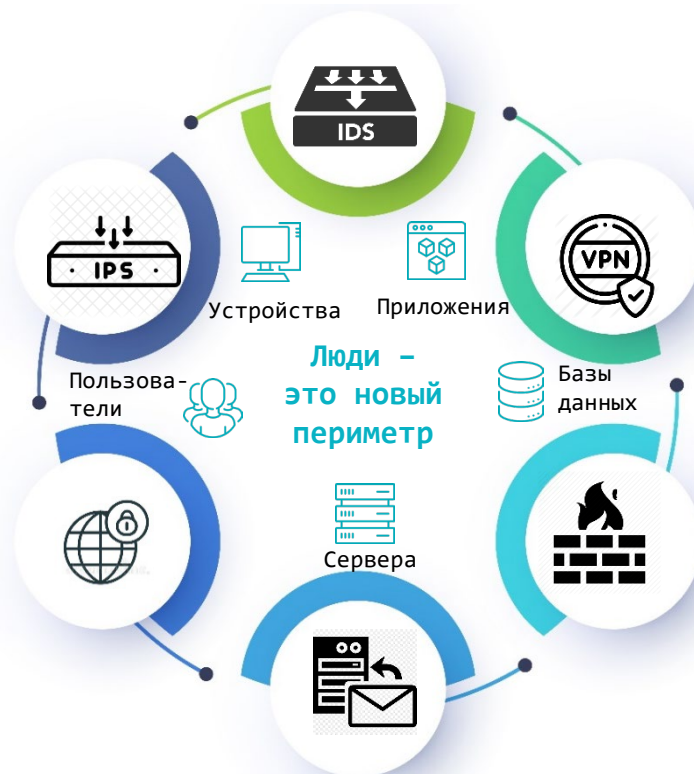 IDS
IPS
VPN
Устройства
Приложения
Люди –
это новый
периметр
Пользова-
тели
Базы
данных
Сервера